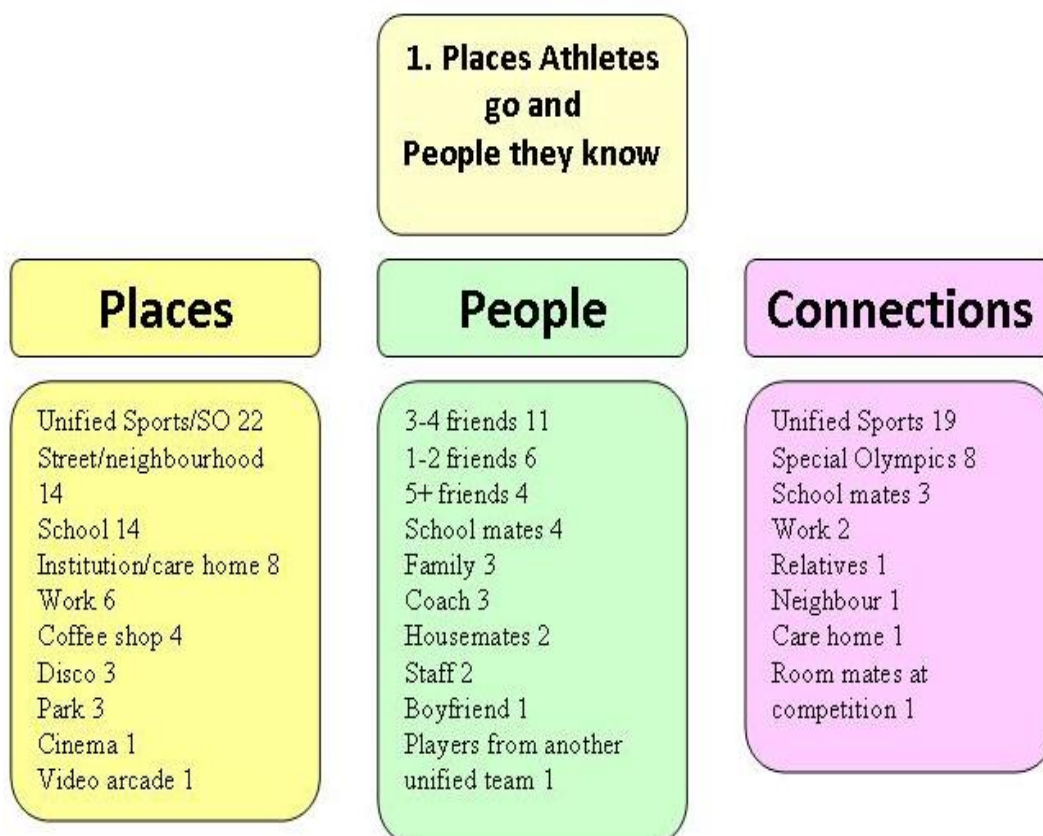 1. Places Athletes
go and
People they know
Places
Unified Sports/SO 22
Street/neighbourhood
14
School 14
Institution/care home 8
Work 6
Coffee shop 4
Disco 3
Park 3
Cinema 1
Video arcade 1
People
3-4 friends 11
1-2 friends 6
5+ friends 4
School mates 4
Family 3
Coach 3
Housemates 2
Staff 2
Boyfriend 1
Players from another
unified team 1
Connections
Unified Sports 19
Special Olympics 8
School mates 3
Work 2
Relatives 1
Neighbour 1
Care home 1
Room mates at
competition 1